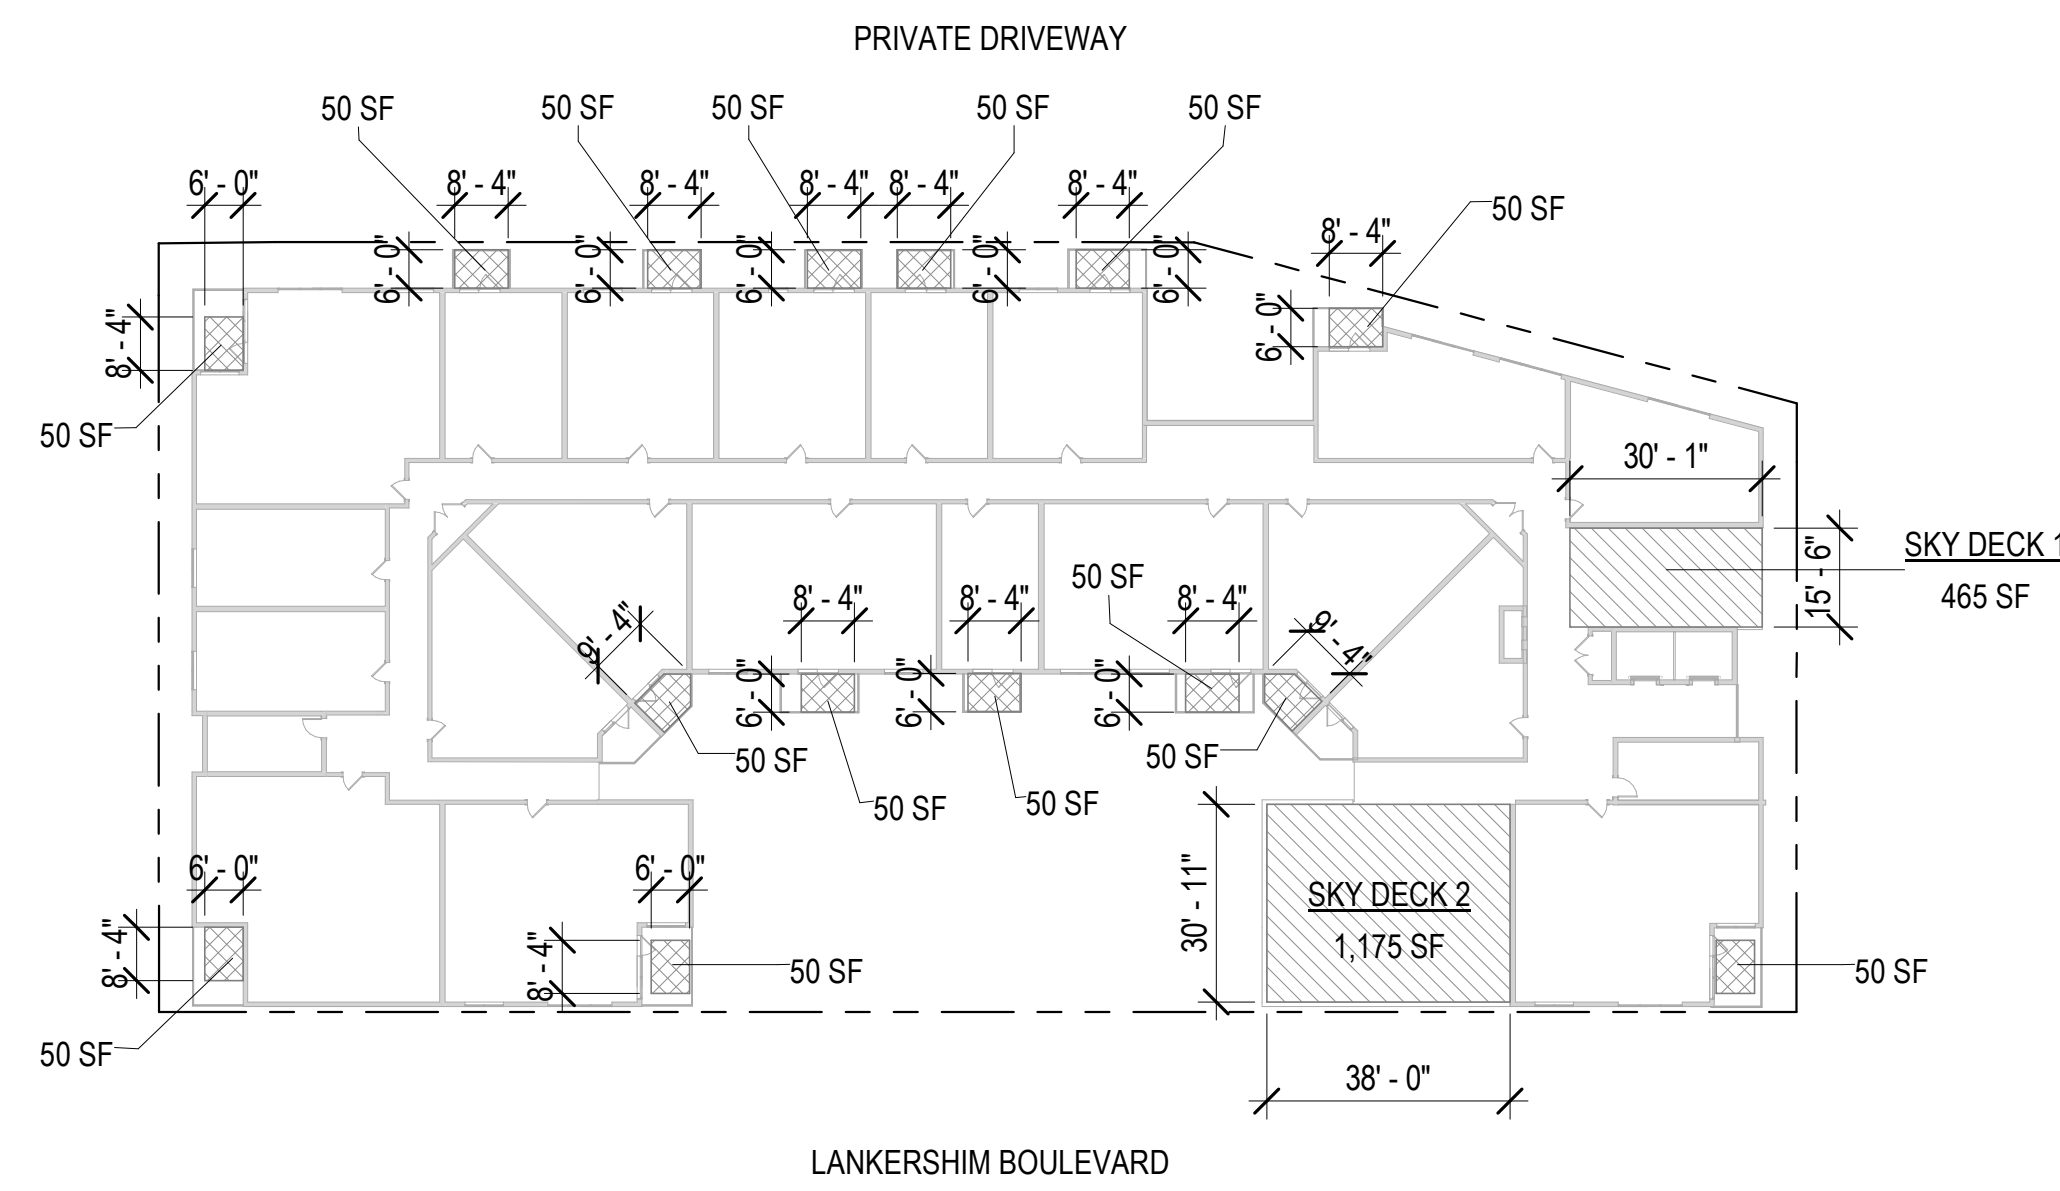 PRIVATE DRIVEWAY
50 SF
50 SF
50 SF
50 SF
50 SF
6' - 0"
8' - 4"
8' - 4"
8' - 4"
8' - 4"
8' - 4"
50 SF
8' - 4"
6' - 0"
6' - 0"
6' - 0"
6' - 0"
6' - 0"
6' - 0"
8' - 4"
50 SF
30' - 1"
SKY DECK 1
465 SF
15' - 6"
50 SF
9' - 4"
8' - 4"
8' - 4"
8' - 4"
9' - 4"
6' - 0"
6' - 0"
6' - 0"
50 SF
50 SF
50 SF
50 SF
6' - 0"
6' - 0"
30' - 11"
SKY DECK 2
1,175 SF
8' - 4"
8' - 4"
50 SF
50 SF
50 SF
38' - 0"
LANKERSHIM BOULEVARD